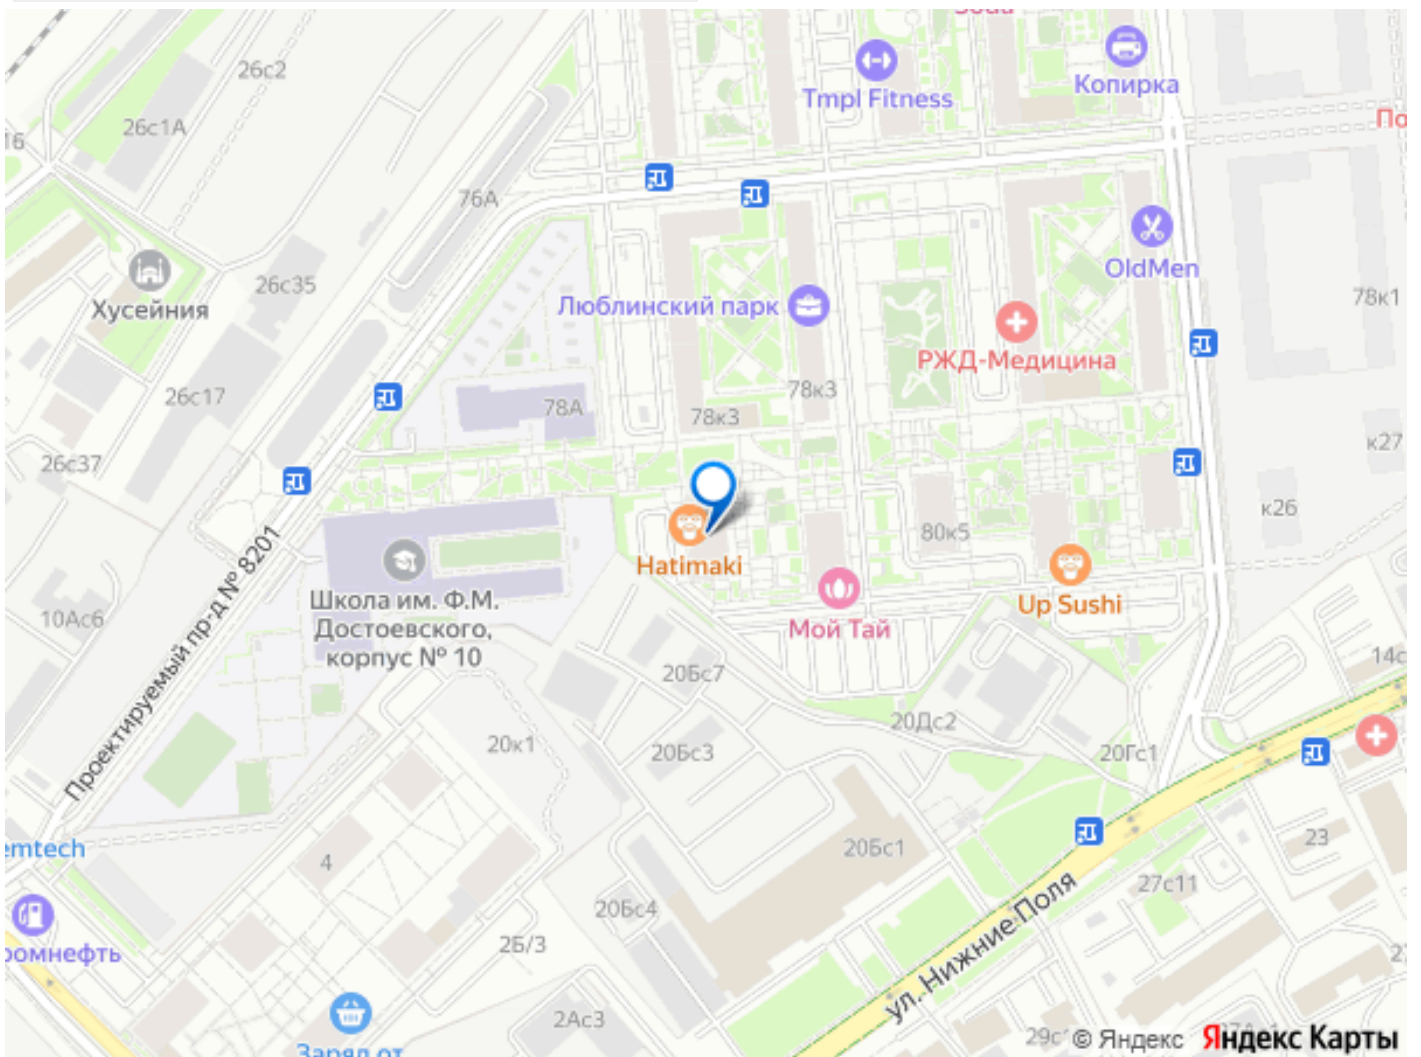 26с2
Tmpl Fitness
Копирка
26с1А
16
76А
OldMen
Хусейния
26с35
Люблинский парк
78к1
РЖД-Медицина
26с17
78А
78к3
78к3
26с37
к27
к26
80к5
Проектируемый пр-д № 8201
Hatimaki
Up Sushi
10Ас6
Школа им. Ф.М.
Достоевского,
корпус № 10
Мой Тай
20Бс7
14с
20Дс2
20к1
20Бс3
20Гс1
emtech
4
20Бс1
23
27с11
20Бс4
ромнефть
2Б/3
ул. Нижние Поля
2Ас3
Заряд от
© Яндекс
Яндекс Карты